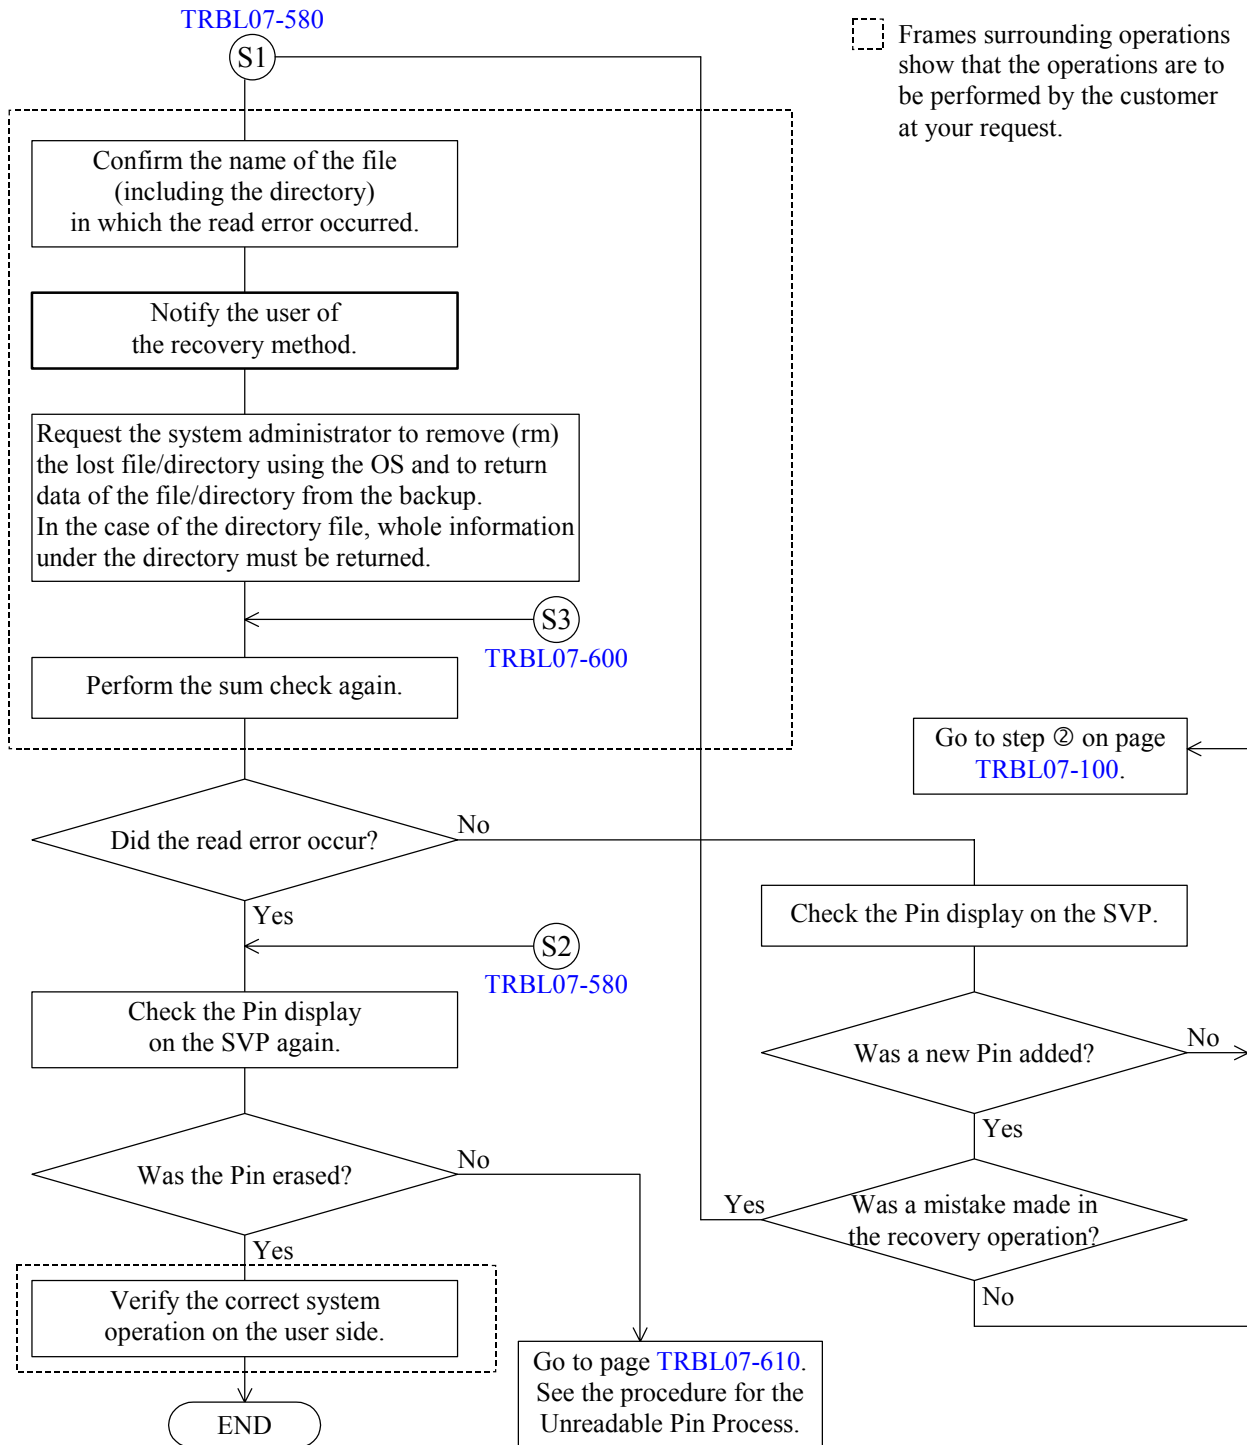 TRBL07-580
S1
Frames surrounding operations
show that the operations are to
be performed by the customer
at your request.
Confirm the name of the file
(including the directory)
in which the read error occurred.
Notify the user of
the recovery method.
Request the system administrator to remove (rm)
the lost file/directory using the OS and to return
data of the file/directory from the backup.
In the case of the directory file, whole information
under the directory must be returned.
S3
TRBL07-600
Perform the sum check again.
Go to step ② on page
TRBL07-100.
Did the read error occur?
No
Yes
Check the Pin display on the SVP.
S2
TRBL07-580
Check the Pin display
on the SVP again.
Was a new Pin added?
No
Yes
Was the Pin erased?
No
Yes
Yes
Was a mistake made in
the recovery operation?
No
Verify the correct system
operation on the user side.
Go to page TRBL07-610.
See the procedure for the
Unreadable Pin Process.
END